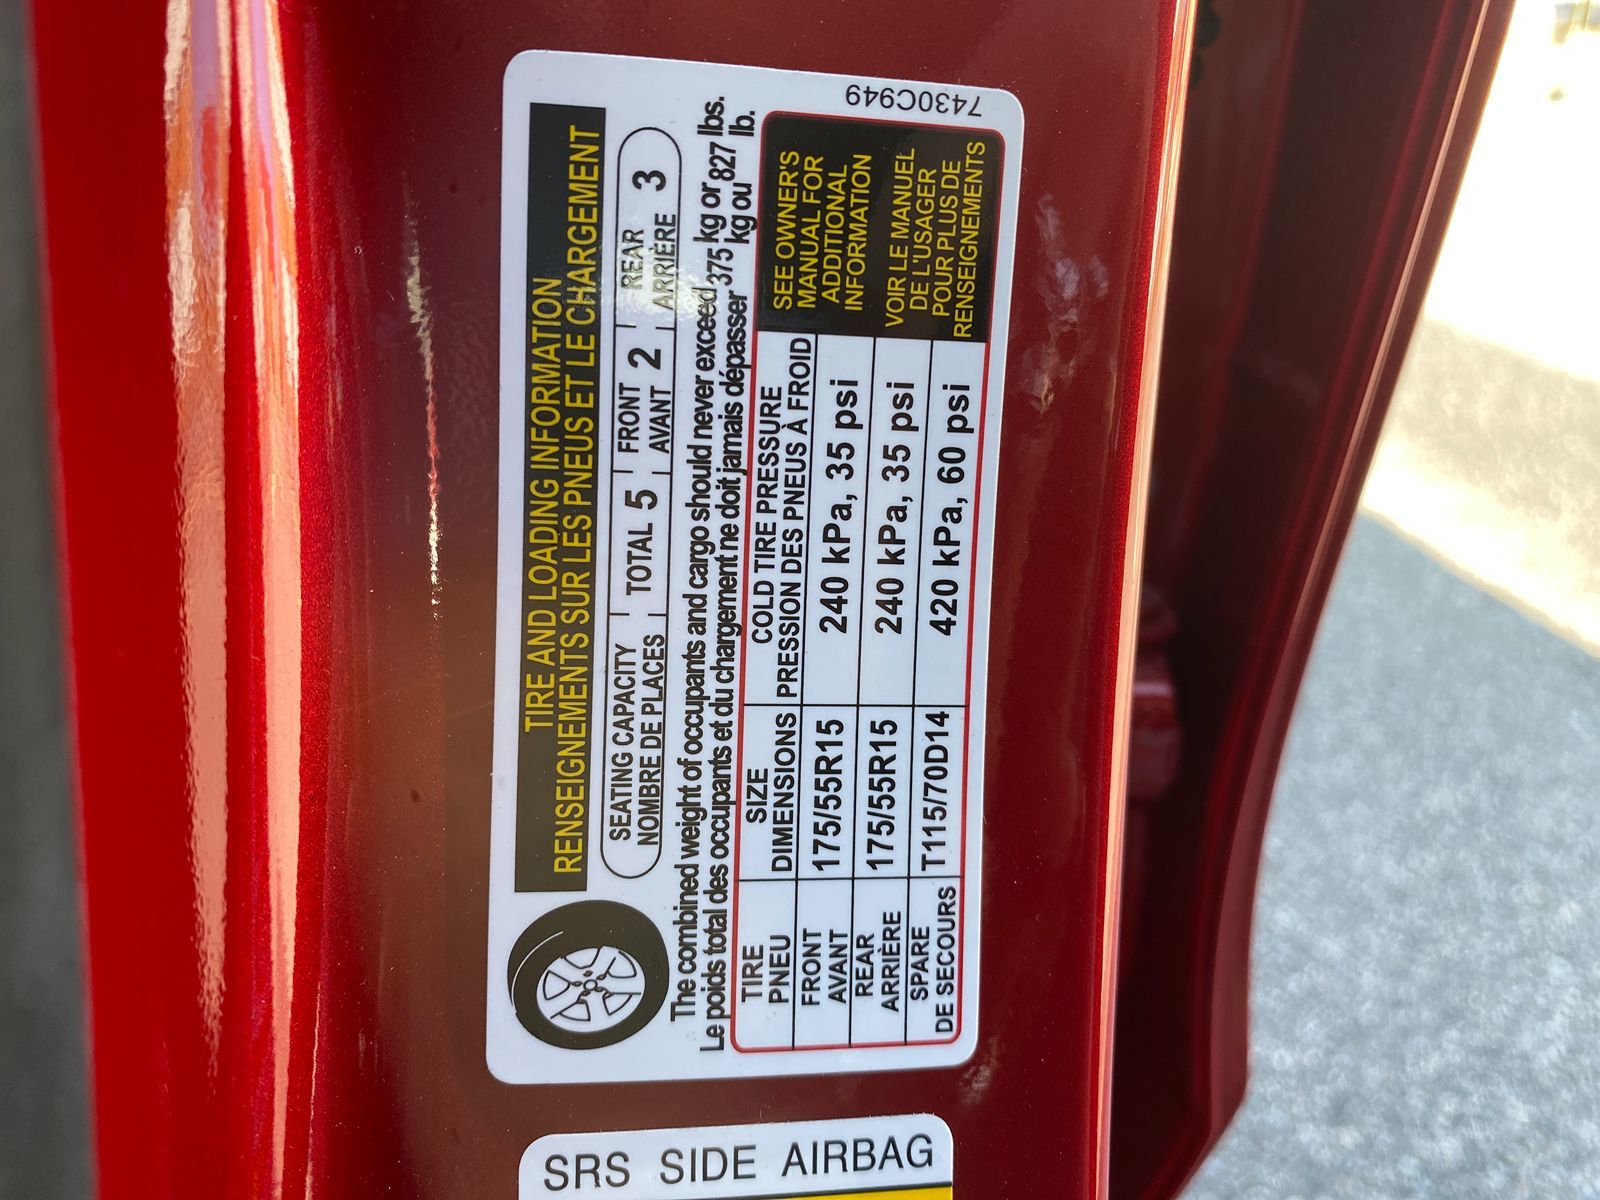 7430C949
TIRE AND LOADING INFORMATION
RENSEIGNEMENTS SUR LES PNEUS ET LE CHARGEMENT
SEATING CAPACITY TOTAL 5 FRONT 2 REAR 3
NOMBRE DE PLACES AVANT ARRIÈRE
The combined weight of occupants and cargo should never exceed 375 kg or 827 lbs.
Le poids total des occupants et du chargement ne doit jamais dépasser 375 kg ou 827 lb.
TIRE SIZE COLD TIRE PRESSURE
PNEU DIMENSIONS PRESSION DES PNEUS À FROID
FRONT 175/55R15 240 kPa, 35 psi
AVANT
REAR 175/55R15 240 kPa, 35 psi
ARRIÈRE
SPARE T115/70D14 420 kPa, 60 psi
DE SECOURS
SEE OWNER'S
MANUAL FOR
ADDITIONAL
INFORMATION
VOIR LE MANUEL
DE L'USAGER
POUR PLUS DE
RENSEIGNEMENTS
SRS SIDE AIRBAG